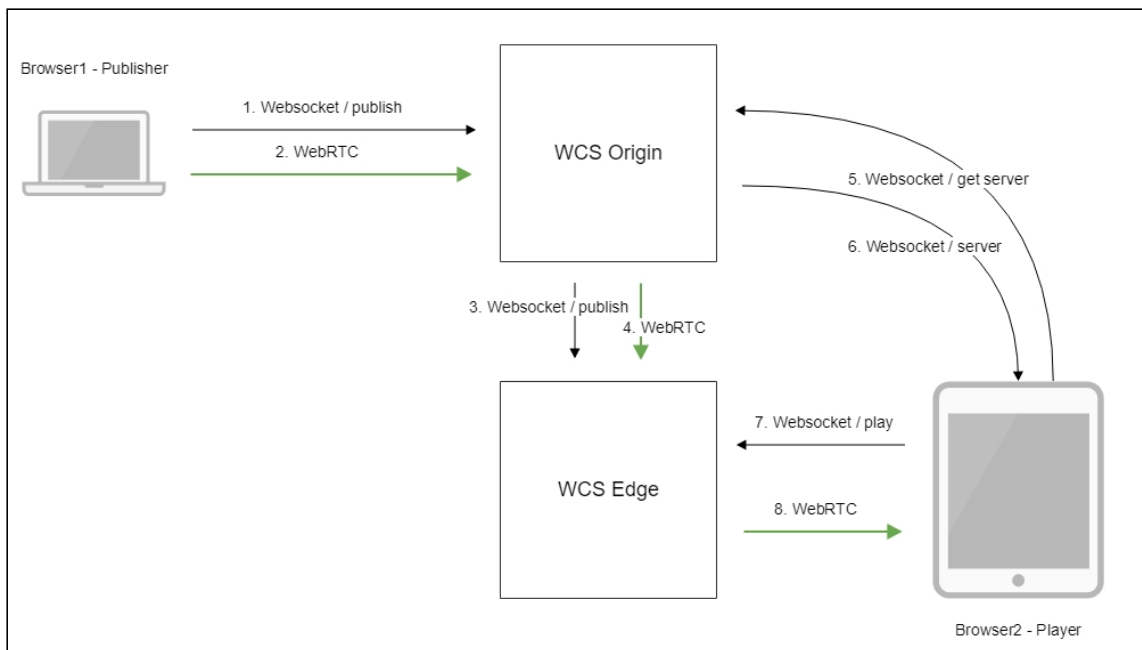 Browser1 - Publisher
1. Websocket / publish
2. WebRTC
WCS Origin
5. Websocket / get server
6. Websocket / server
3. Websocket / publish
4. WebRTC
7. Websocket / play
WCS Edge
8. WebRTC
Browser2 - Player